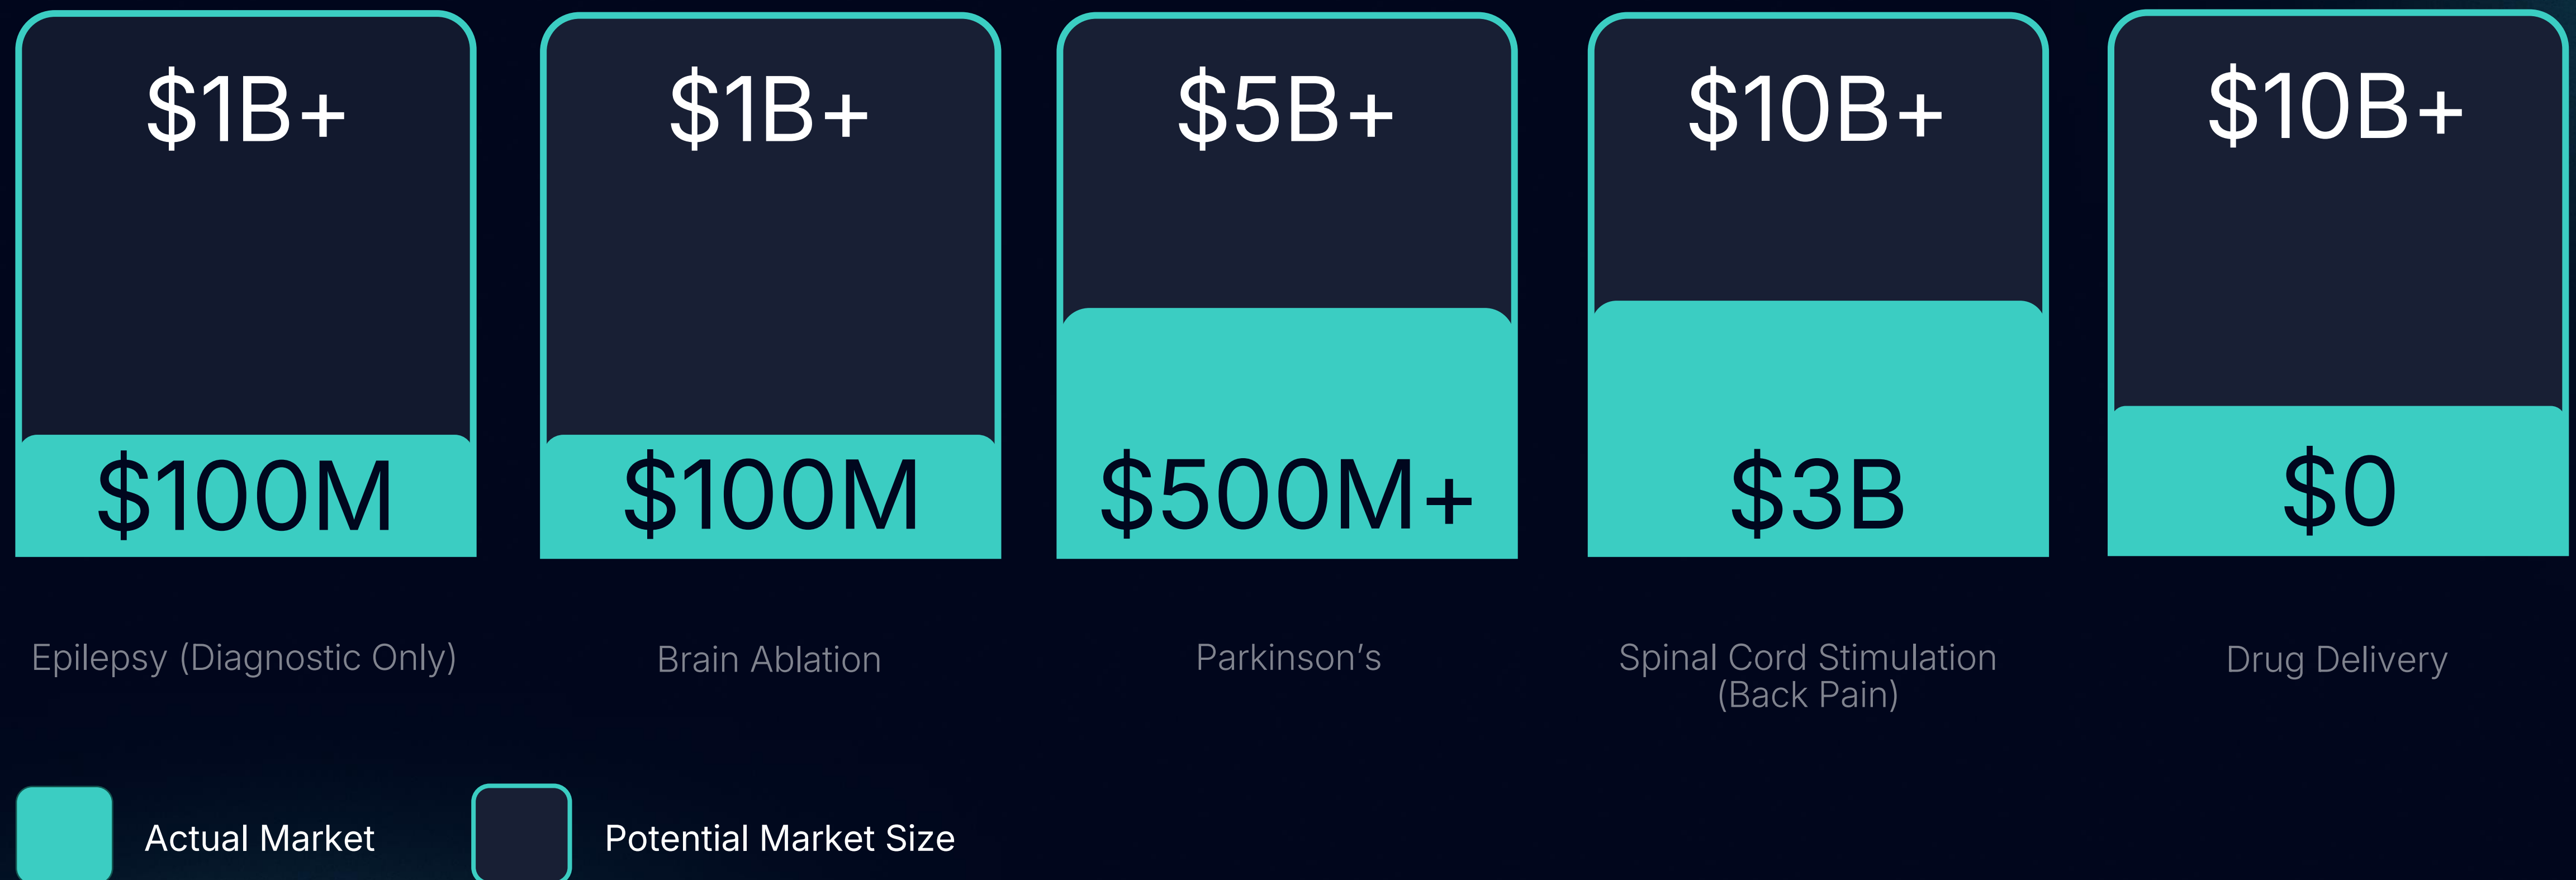 $1B+
$1B+
$5B+
$10B+
$10B+
$100M
$100M
$500M+
$3B
$0
Epilepsy (Diagnostic Only)
Brain Ablation
Parkinson’s
Spinal Cord Stimulation
(Back Pain)
Drug Delivery
Actual Market
Potential Market Size